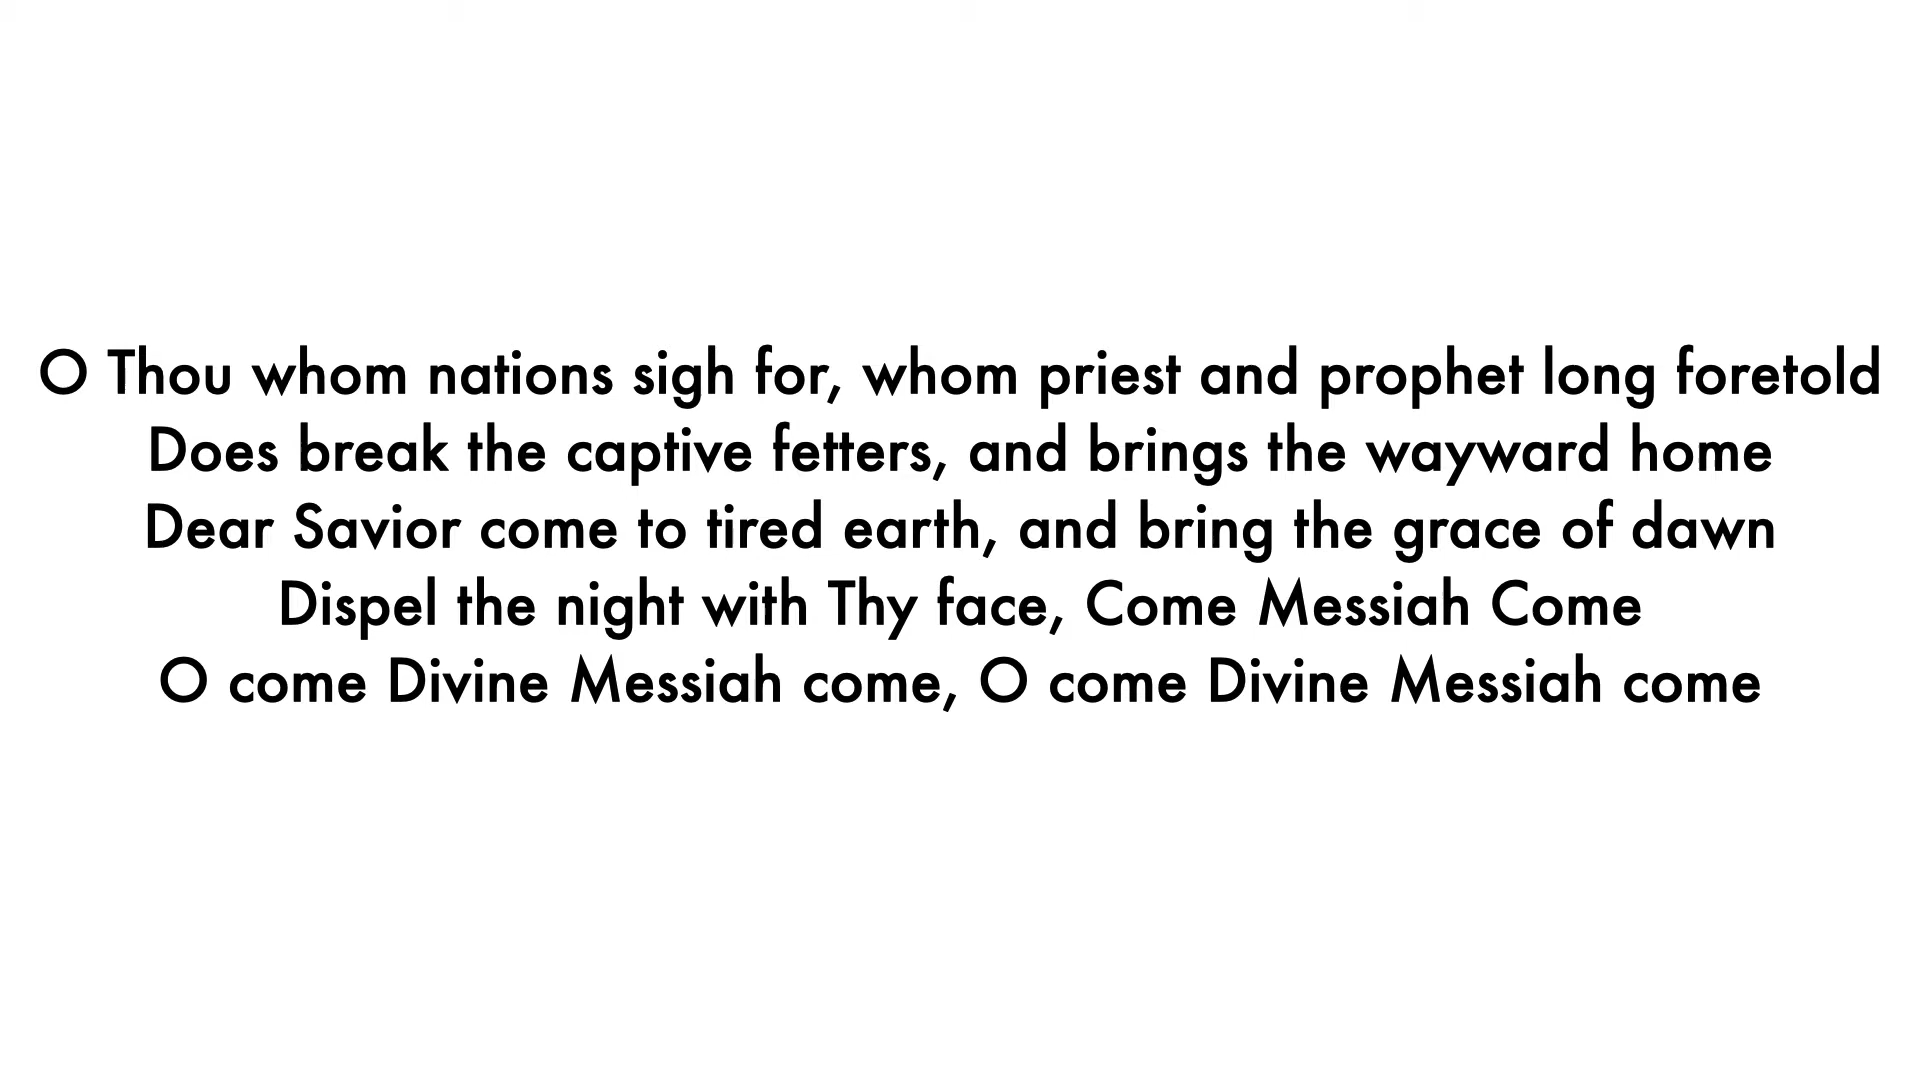 O Thou whom nations sigh for, whom priest and prophet long foretold
Does break the captive fetters, and brings the wayward home
Dear Savior come to tired earth, and bring the grace of dawn
Dispel the night with Thy face, Come Messiah Come
O come Divine Messiah come, O come Divine Messiah come